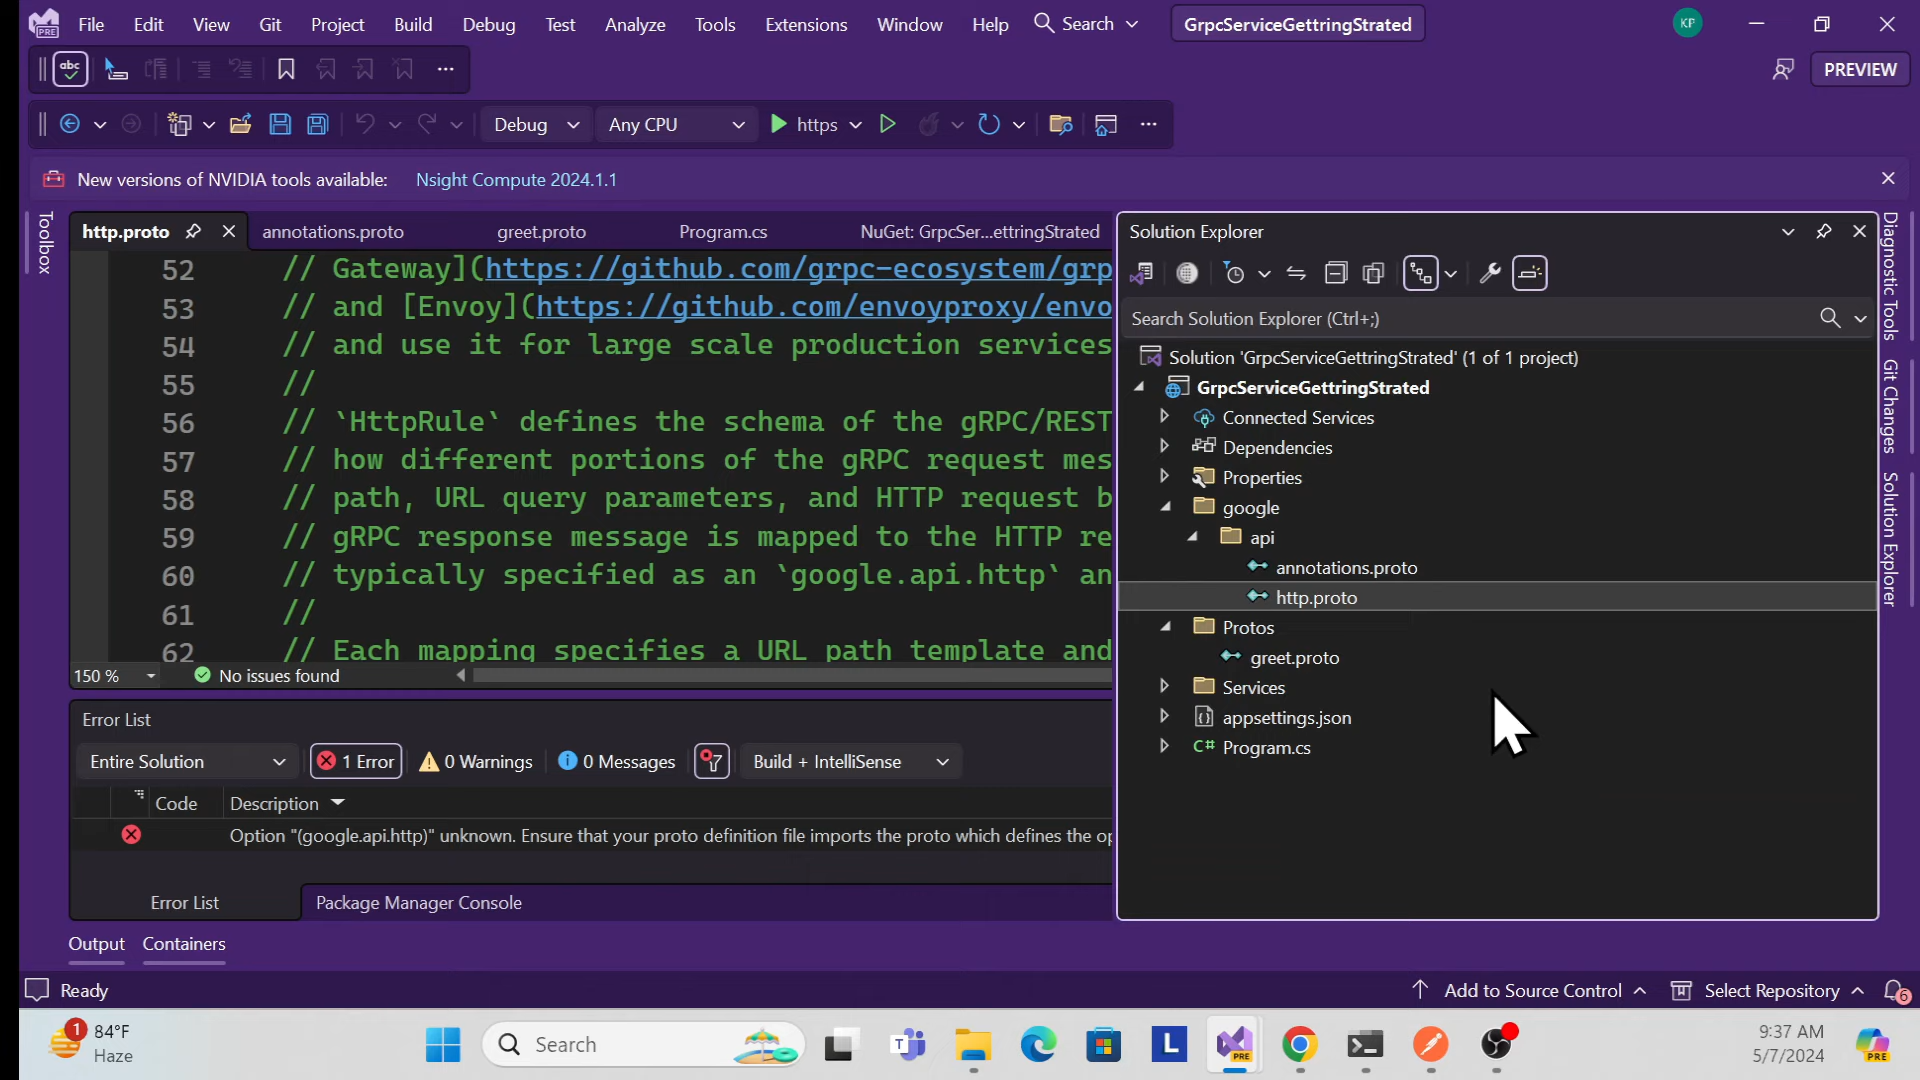 File Edit View Git Project Build Debug Test Analyze Tools Extensions Window Help Search GrpcServiceGettringStrated KP
PRE
abc
PREVIEW
Debug Any CPU https
New versions of NVIDIA tools available: Nsight Compute 2024.1.1
Toolbox
http.proto annotations.proto greet.proto Program.cs NuGet: GrpcSer...ettringStrated
52 // Gateway](https://github.com/grpc-ecosystem/grp
53 // and [Envoy](https://github.com/envoyproxy/envo
54 // and use it for large scale production services
55 //
56 // `HttpRule` defines the schema of the gRPC/REST
57 // how different portions of the gRPC request mes
58 // path, URL query parameters, and HTTP request b
59 // gRPC response message is mapped to the HTTP re
60 // typically specified as an `google.api.http` an
61 //
62 // Each mapping specifies a URL path template and
150 % No issues found
Error List
Entire Solution 1 Error 0 Warnings 0 Messages Build + IntelliSense
Code Description
Option "(google.api.http)" unknown. Ensure that your proto definition file imports the proto which defines the op
Error List Package Manager Console
Solution Explorer
Search Solution Explorer (Ctrl+;)
Solution 'GrpcServiceGettringStrated' (1 of 1 project)
GrpcServiceGettringStrated
Connected Services
Dependencies
Properties
google
api
annotations.proto
http.proto
Protos
greet.proto
Services
appsettings.json
C# Program.cs
Diagnostic Tools
Git Changes
Solution Explorer
Output Containers
Ready Add to Source Control Select Repository 6
1 84°F
Haze
Search
T
L
PRE
9:37 AM
5/7/2024
PRE